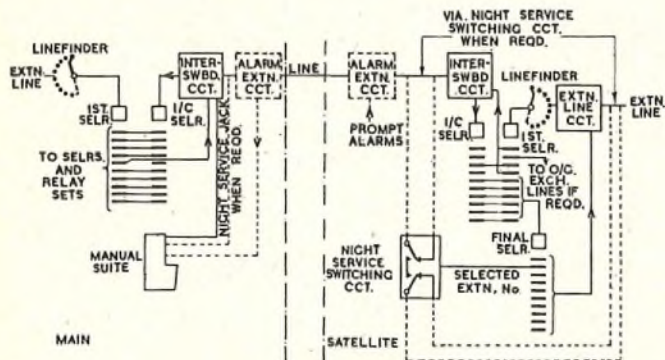 LINEFINDER
EXTN.
LINE
INTER-
SWBD.
CCT.
ALARM
EXTN.
CCT.
1ST.
SELR.
I/C
SELR.
TO SELRS.
AND
RELAY
SETS
NIGHT SERVICE JACK
WHEN REQD.
MANUAL
SUITE
MAIN
LINE
VIA. NIGHT SERVICE
SWITCHING CCT.
WHEN REQD.
ALARM
EXTN.
CCT.
PROMPT
ALARMS
INTER-
SWBD.
CCT.
LINEFINDER
EXTN.
LINE
CCT.
EXTN.
LINE
I/C
SELR.
1ST.
SELR.
TO O/G.
EXCH.
LINES IF
REQD.
FINAL
SELR.
NIGHT
SERVICE
SWITCHING
CCT.
SELECTED
EXTN, No.
SATELLITE